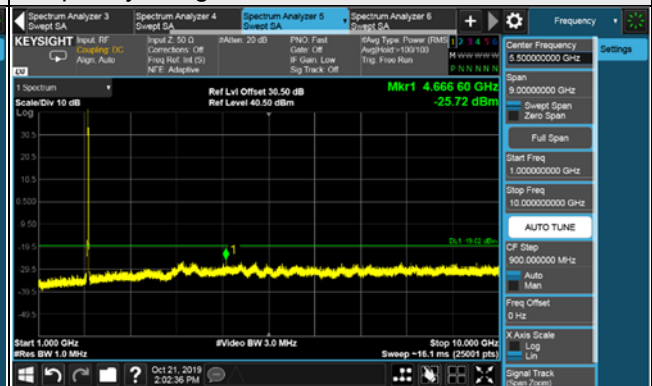 Spectrum Analyzer 3
Swept SA
Spectrum Analyzer 4
Swept SA
Spectrum Analyzer 5
Swept SA
Spectrum Analyzer 6
Swept SA
Frequency
KEYSIGHT
Input: RF
Coupling: DC
Align: Auto
Input Z: 50 Ω
Corrections: Off
Freq Ref: Int (S)
NFE: Adaptive
#Atten: 20 dB
PNO: Fast
Gate: Off
IF Gain: Low
Sig Track: Off
#Avg Type: Power (RMS)
Avg|Hold:>100/100
Trig: Free Run
1 2 3 4 5 6
M W W W W W
P N N N N N
LXI
1 Spectrum
Scale/Div 10 dB
Log
Ref Lvl Offset 30.50 dB
Ref Level 40.50 dBm
Mkr1 4.666 60 GHz
-25.72 dBm
30.5
20.5
10.5
0.500
-9.50
-19.5
-29.5
-39.5
-49.5
1
Start 1.000 GHz
#Res BW 1.0 MHz
#Video BW 3.0 MHz
Stop 10.000 GHz
Sweep ~16.1 ms (25001 pts)
Oct 21, 2019
2:02:36 PM
Center Frequency
5.500000000 GHz
Settings
Span
9.00000000 GHz
Swept Span
Zero Span
Full Span
Start Freq
1.000000000 GHz
Stop Freq
10.000000000 GHz
AUTO TUNE
CF Step
900.000000 MHz
Auto
Man
Freq Offset
0 Hz
X Axis Scale
Log
Lin
Signal Track
(Span Zoom)